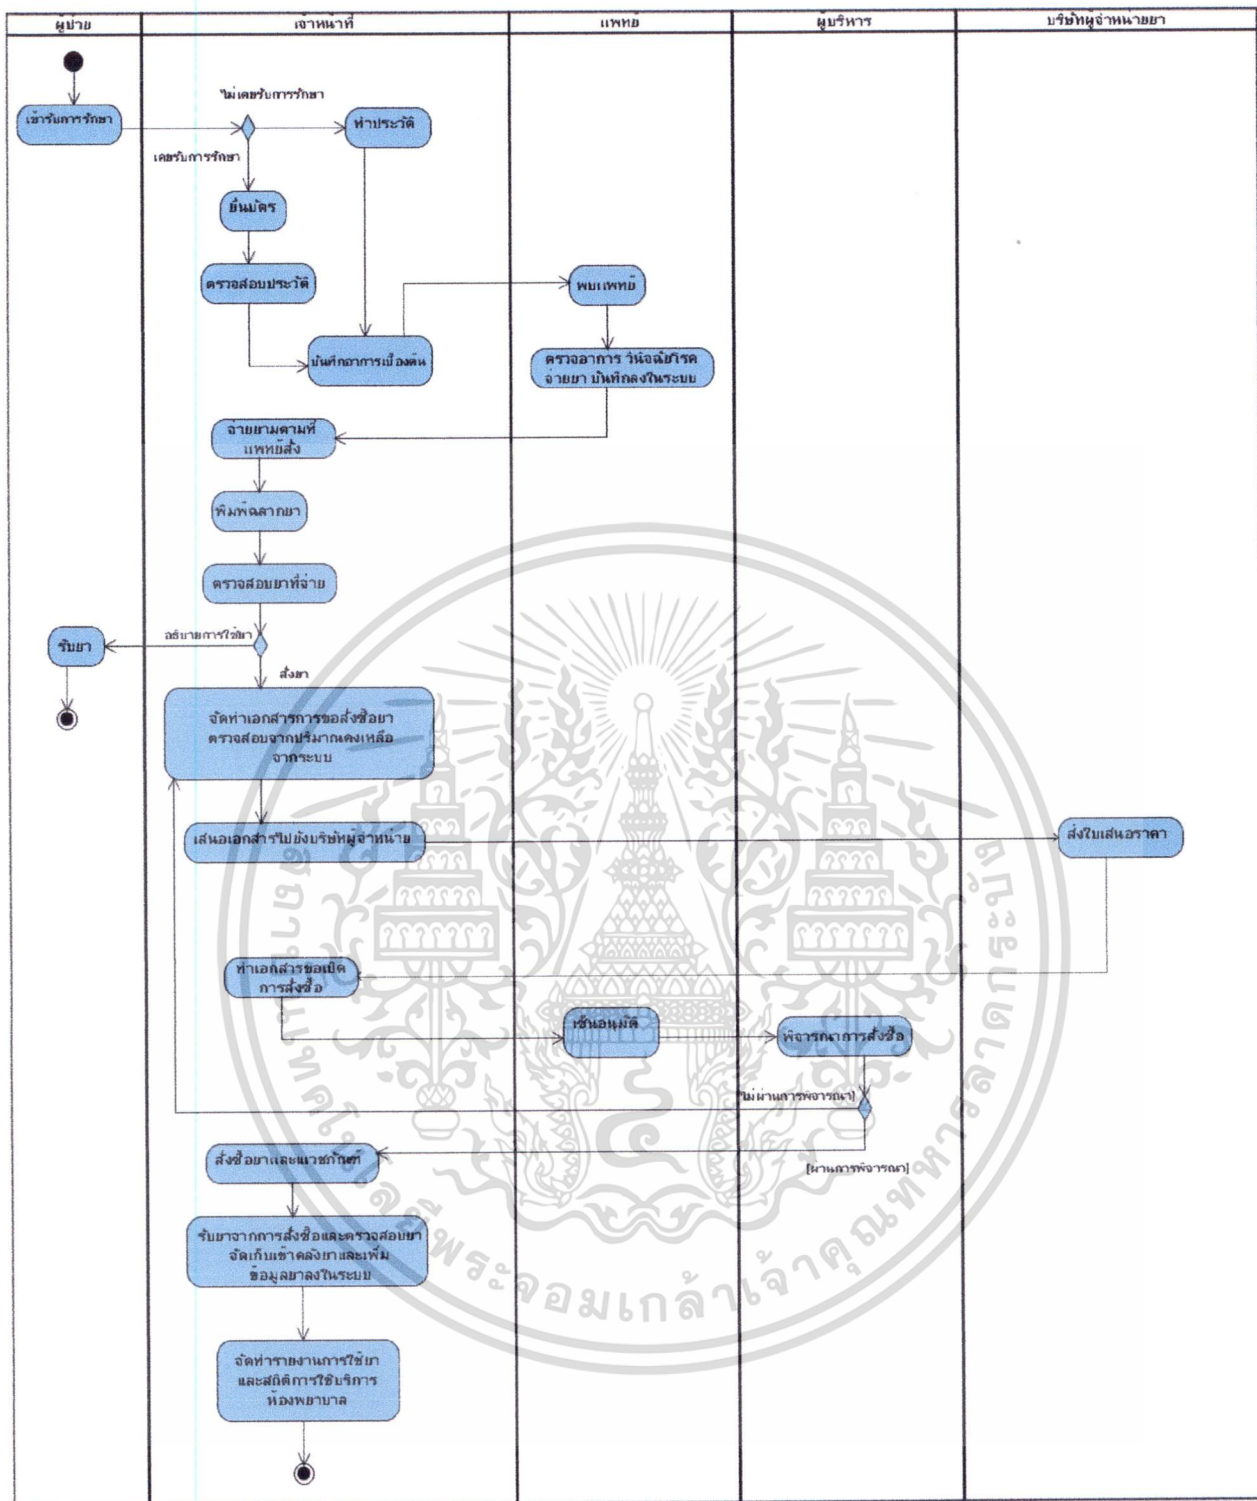 ผู้ป่วย
เจ้าหน้าที่
แพทย์
ผู้บริหาร
บริษัทผู้จำหน่ายยา
ไม่เคยรับการรักษา
เข้ารับการรักษา
ทำประวัติ
เคยรับการรักษา
ยื่นบัตร
ตรวจสอบประวัติ
พบแพทย์
บันทึกอาการเบื้องต้น
ตรวจอาการ วินิจฉัยโรค
จ่ายยา บันทึกลงในระบบ
จ่ายยามตามที่
แพทย์สั่ง
พิมพ์ฉลากยา
ตรวจสอบยาที่จ่าย
อธิบายการใช้ยา
รับยา
สั่งยา
จัดทำเอกสารการขอสั่งซื้อยา
ตรวจสอบจากปริมาณคงเหลือ
จากระบบ
เสนอเอกสารไปยังบริษัทผู้จำหน่าย
ส่งใบเสนอราคา
ทำเอกสารขอเปิด
การสั่งซื้อ
เซ็นอนุมัติ
พิจารณาการสั่งซื้อ
[ไม่ผ่านการพิจารณา]
สั่งซื้อยาและเวชภัณฑ์
[ผ่านการพิจารณา]
รับยาจากการสั่งซื้อและตรวจสอบยา
จัดเก็บเข้าคลังยาและเพิ่ม
ข้อมูลยาลงในระบบ
จัดทำรายงานการใช้ยา
และสถิติการใช้บริการ
ห้องพยาบาล
สถาบันเทคโนโลยีพระจอมเกล้าเจ้าคุณทหารลาดกระบัง